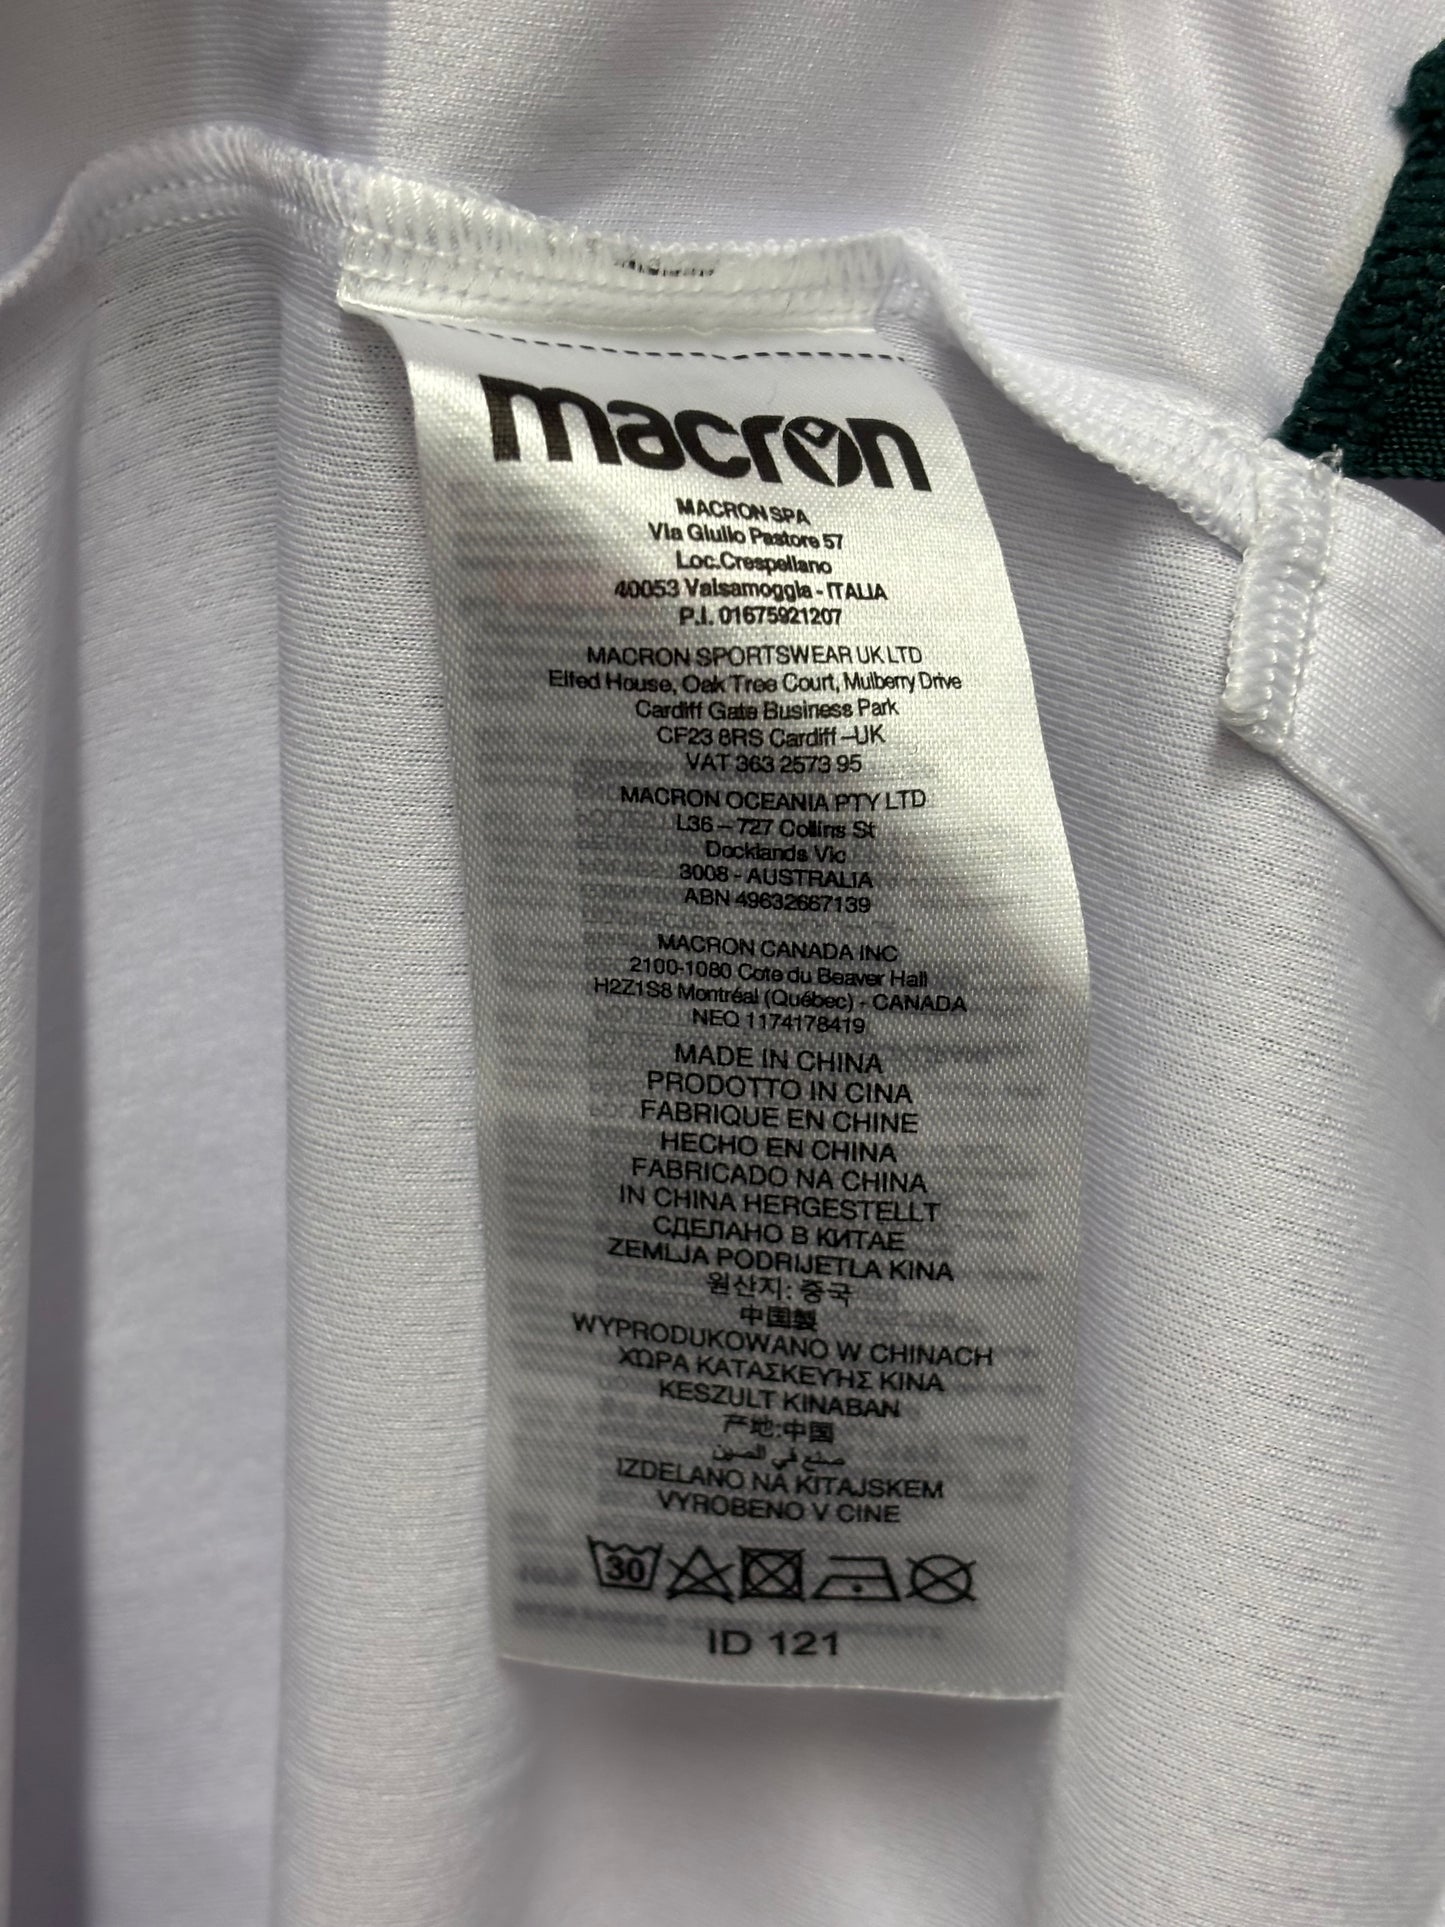 macron
MACRON SPA
Via Giulio Pastore 57
Loc.Crespellano
40053 Valsamoggia - ITALIA
P.I. 01675921207
MACRON SPORTSWEAR UK LTD
Elfed House, Oak Tree Court, Mulberry Drive
Cardiff Gate Business Park
CF23 8RS Cardiff –UK
VAT 363 2573 95
MACRON OCEANIA PTY LTD
L36 – 727 Collins St
Docklands Vic
3008 - AUSTRALIA
ABN 49632667139
MACRON CANADA INC
2100-1080 Cote du Beaver Hall
H2Z1S8 Montréal (Québec) - CANADA
NEQ 1174178419
MADE IN CHINA
PRODOTTO IN CINA
FABRIQUE EN CHINE
HECHO EN CHINA
FABRICADO NA CHINA
IN CHINA HERGESTELLT
СДЕЛАНО В КИТАЕ
ZEMLJA PODRIJETLA KINA
원산지: 중국
中国製
WYPRODUKOWANO W CHINACH
ΧΩΡΑ ΚΑΤΑΣΚΕΥΗΣ ΚΙΝΑ
KESZULT KINABAN
产地:中国
صنع في الصين
IZDELANO NA KITAJSKEM
VYROBENO V CINE
30
ID 121